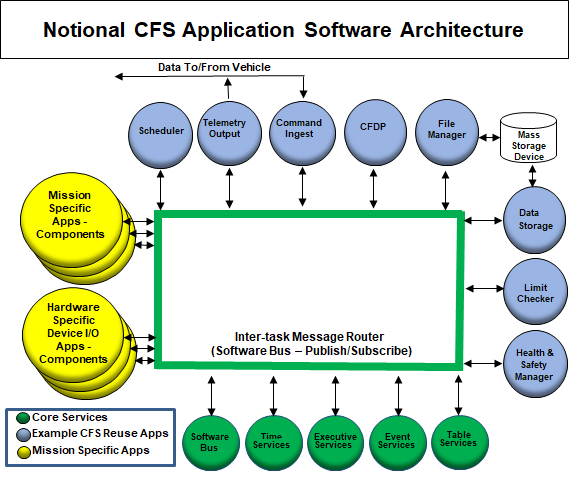 Notional CFS Application Software Architecture
Data To/From Vehicle
Scheduler
Telemetry
Output
Command
Ingest
CFDP
File
Manager
Mass
Storage
Device
Mission
Specific
Apps -
Components
Data
Storage
Limit
Checker
Hardware
Specific
Device I/O
Apps -
Components
Inter-task Message Router
(Software Bus – Publish/Subscribe)
Health &
Safety
Manager
Core Services
Example CFS Reuse Apps
Mission Specific Apps
Software
Bus
Time
Services
Executive
Services
Event
Services
Table
Services